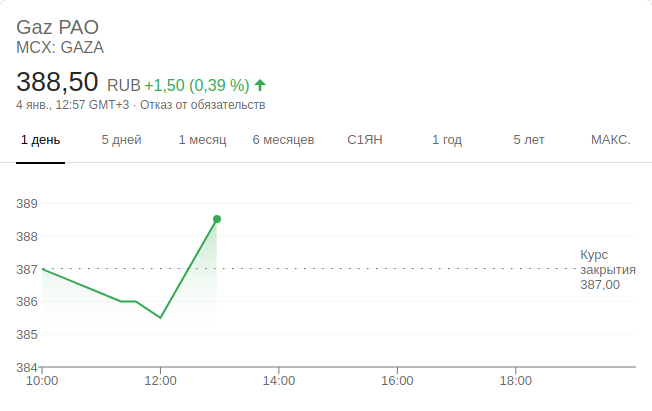 Gaz PAO
MCX: GAZA
388,50 RUB +1,50 (0,39 %)
4 янв., 12:57 GMT+3 · Отказ от обязательств
1 день 5 дней 1 месяц 6 месяцев С1ЯН 1 год 5 лет МАКС.
389
388
Курс
387 закрытия
387,00
386
385
384
10:00 12:00 14:00 16:00 18:00